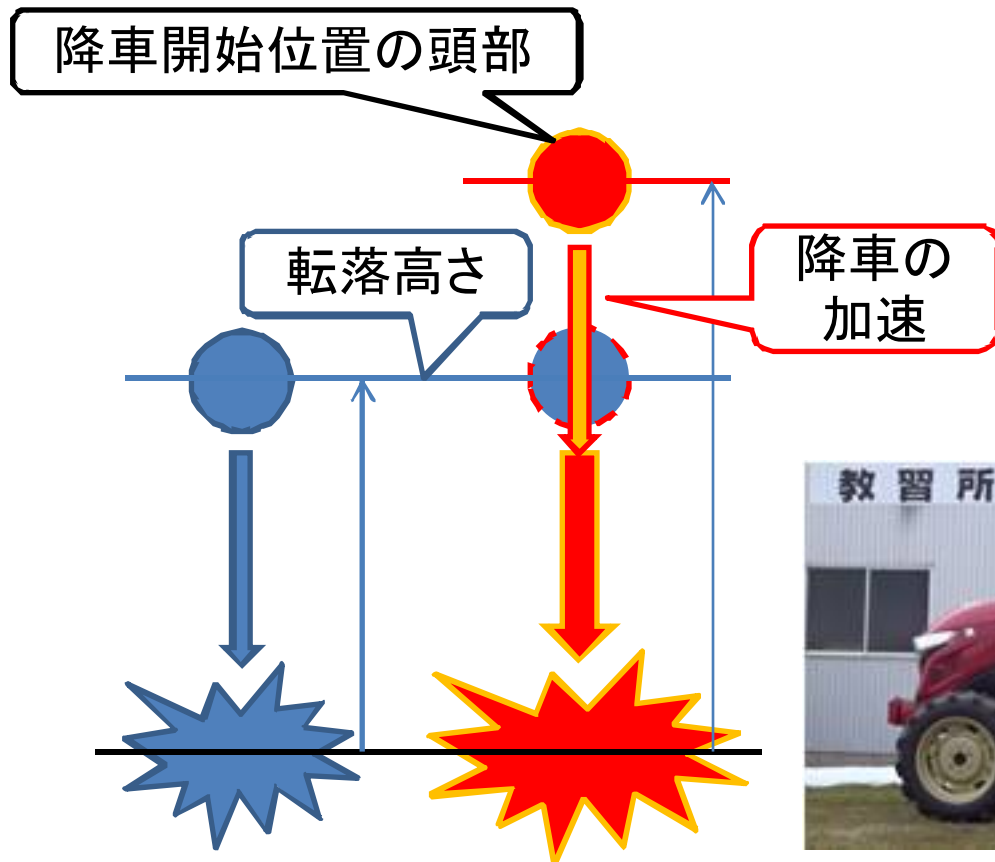 降車開始位置の頭部
転落高さ
降車の
加速
教習所